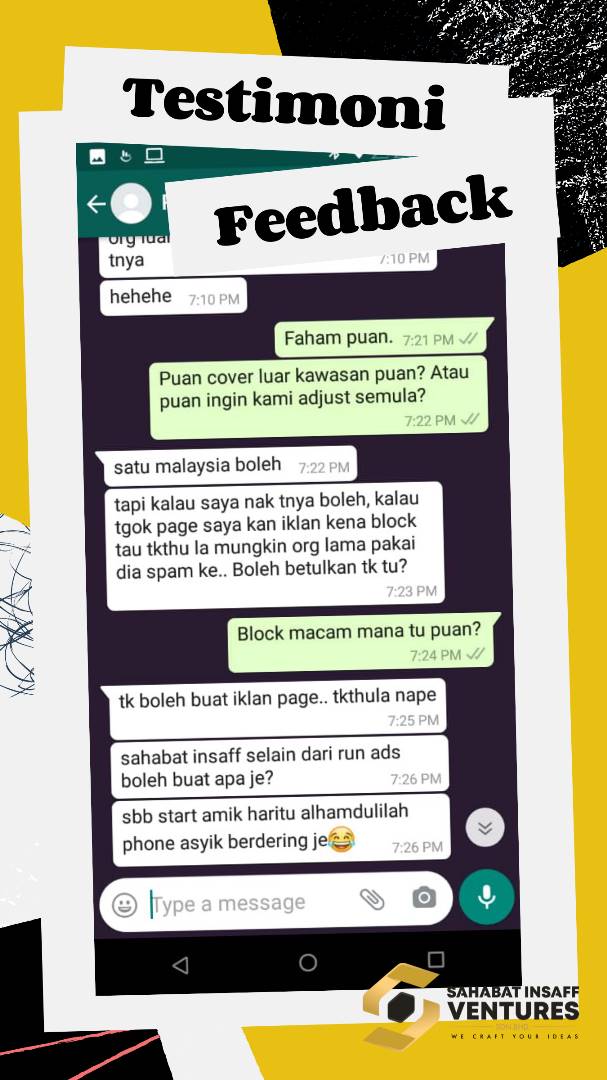 Testimoni
Feedback
tnya
7:10 PM
hehehe 7:10 PM
Faham puan. 7:21 PM
Puan cover luar kawasan puan? Atau
puan ingin kami adjust semula?
7:22 PM
satu malaysia boleh 7:22 PM
tapi kalau saya nak tnya boleh, kalau
tgok page saya kan iklan kena block
tau tkthu la mungkin org lama pakai
dia spam ke.. Boleh betulkan tk tu?
7:23 PM
Block macam mana tu puan?
7:24 PM
tk boleh buat iklan page.. tkthula nape
7:25 PM
sahabat insaff selain dari run ads
boleh buat apa je?
7:26 PM
sbb start amik haritu alhamdulilah
phone asyik berdering je😂
7:26 PM
Type a message
SAHABAT INSAFF
VENTURES
SDN BHD
WE CRAFT YOUR IDEAS